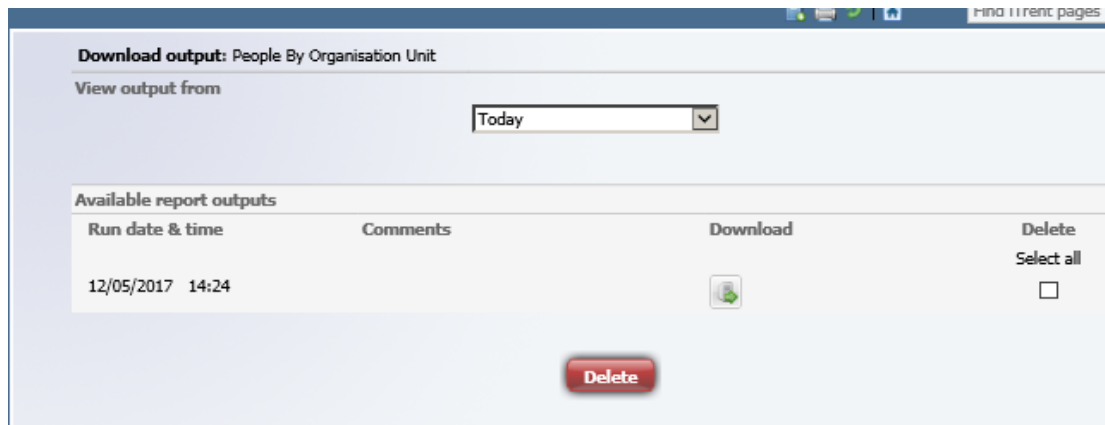 Find iTrent pages
Download output: People By Organisation Unit
View output from
Today
Available report outputs
Run date & time Comments Download Delete
Select all
12/05/2017 14:24
Delete